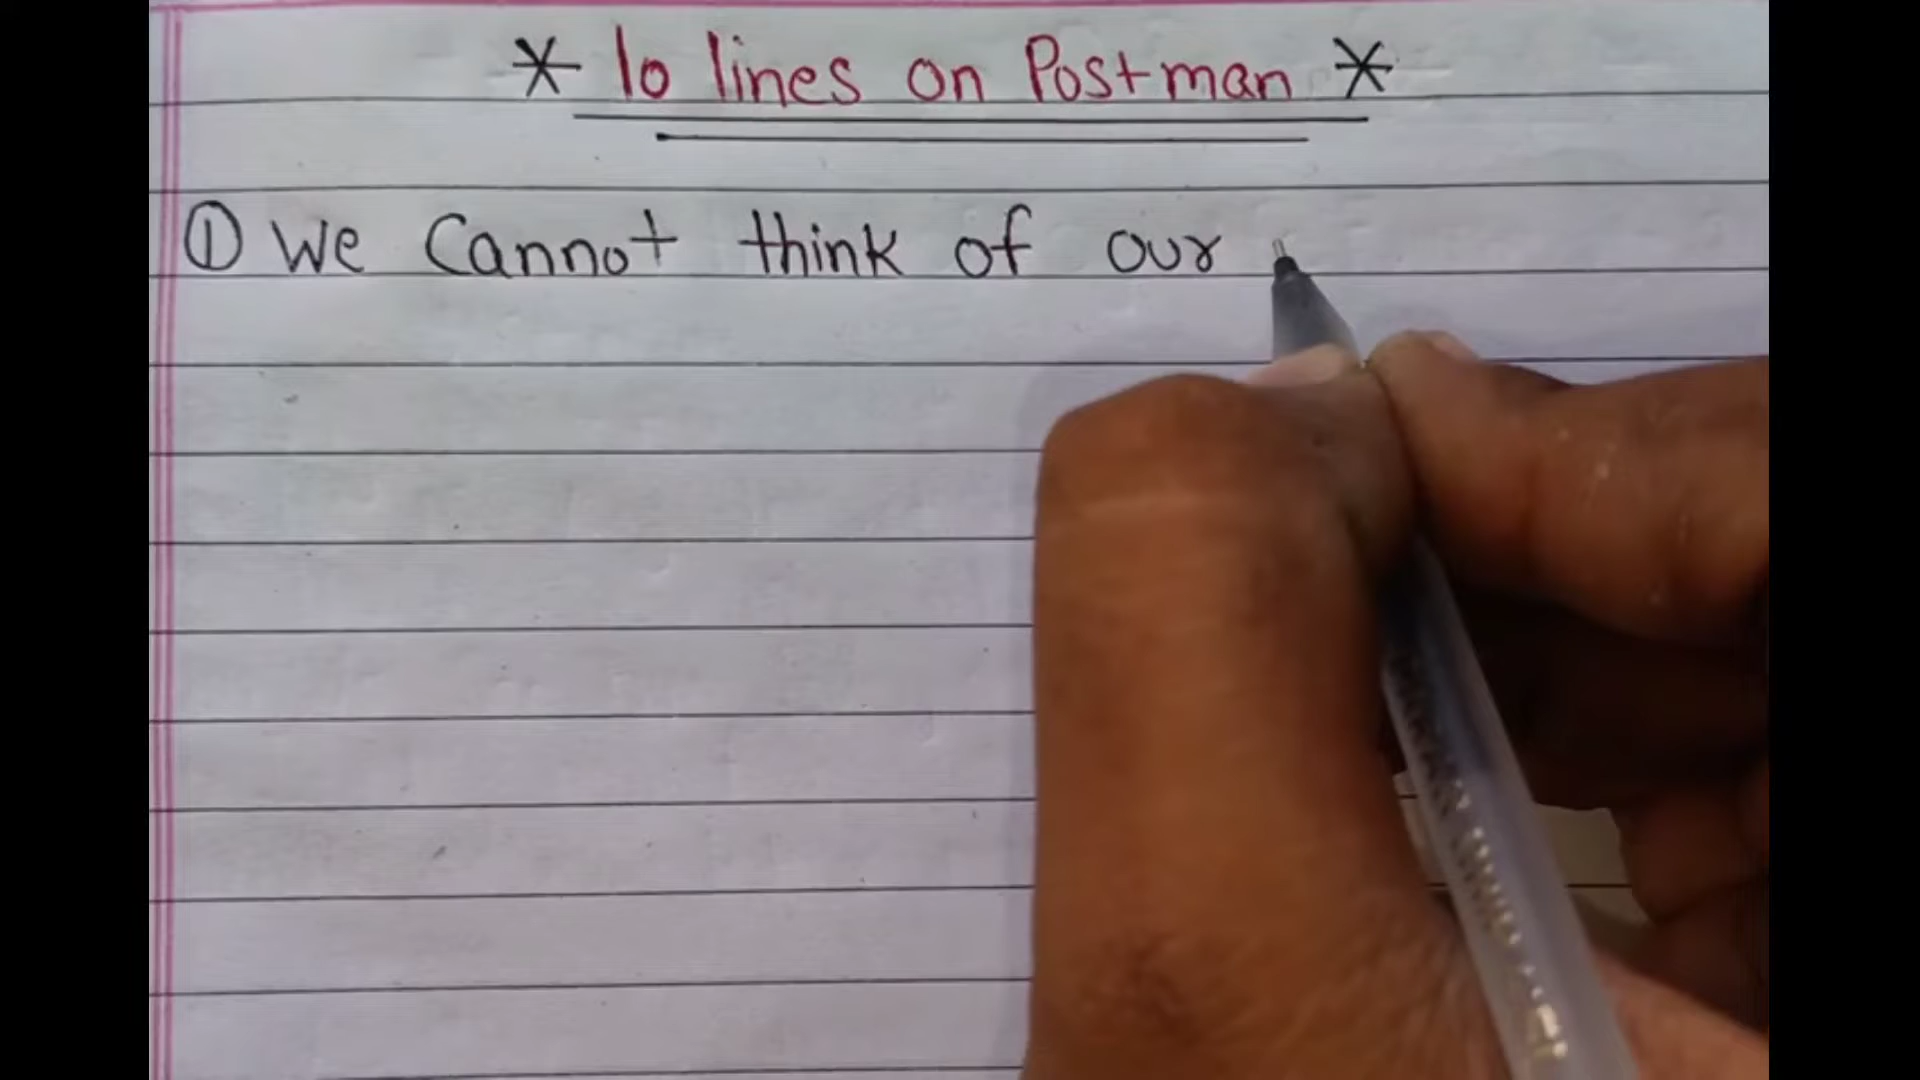 * 10 lines on Postman *
① We Cannot think of our